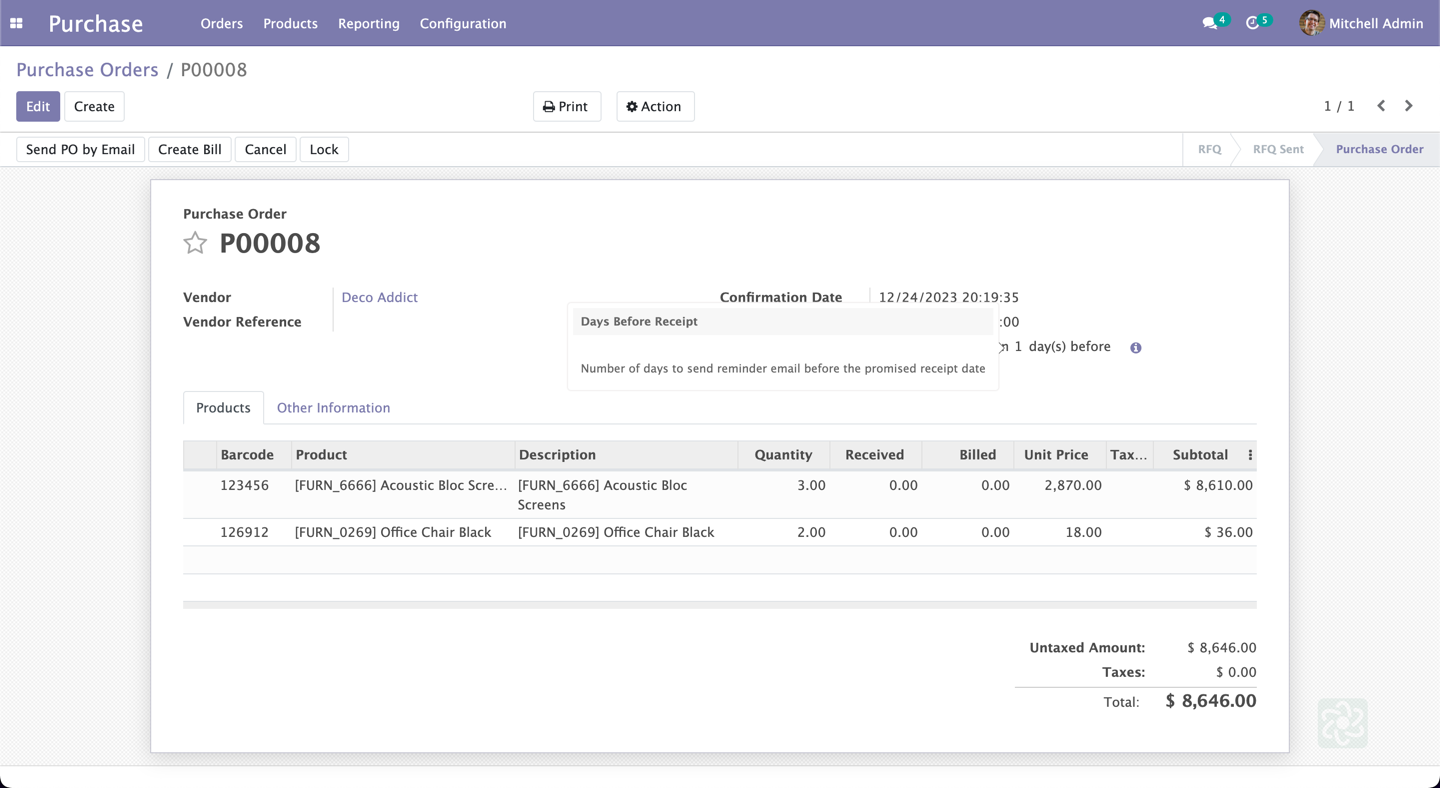 Purchase Orders Products Reporting Configuration 4 5 Mitchell Admin
Purchase Orders / P00008
Edit Create Print Action 1 / 1
Send PO by Email Create Bill Cancel Lock RFQ RFQ Sent Purchase Order
Purchase Order
P00008
Vendor Deco Addict Confirmation Date 12/24/2023 20:19:35
Vendor Reference Days Before Receipt :00
1 day(s) before
Number of days to send reminder email before the promised receipt date
Products Other Information
Barcode Product Description Quantity Received Billed Unit Price Tax... Subtotal
123456 [FURN_6666] Acoustic Bloc Scre... [FURN_6666] Acoustic Bloc 3.00 0.00 0.00 2,870.00 $ 8,610.00
Screens
126912 [FURN_0269] Office Chair Black [FURN_0269] Office Chair Black 2.00 0.00 0.00 18.00 $ 36.00
Untaxed Amount: $ 8,646.00
Taxes: $ 0.00
Total: $ 8,646.00